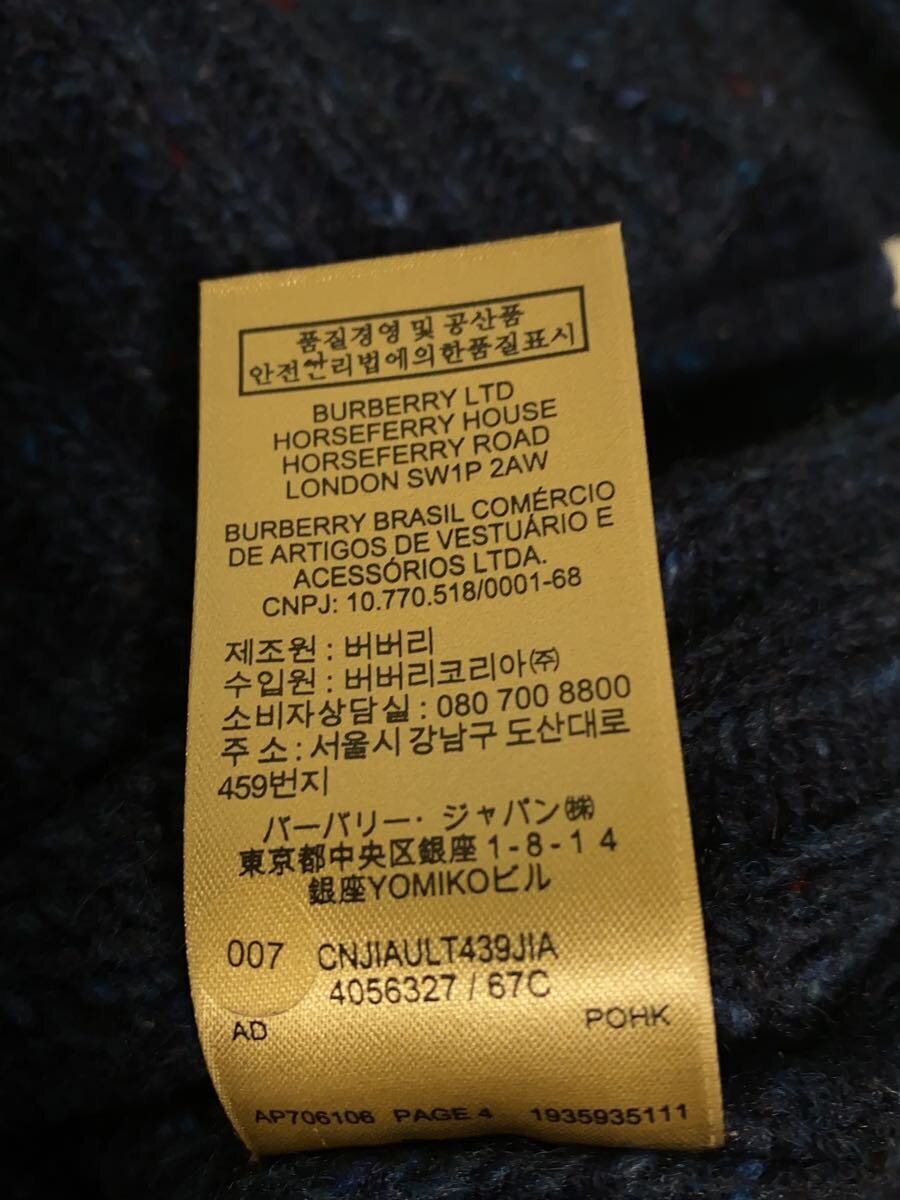 품질경영 및 공산품
안전관리법에의한품질표시
BURBERRY LTD
HORSEFERRY HOUSE
HORSEFERRY ROAD
LONDON SW1P 2AW
BURBERRY BRASIL COMÉRCIO
DE ARTIGOS DE VESTUÁRIO E
ACESSÓRIOS LTDA.
CNPJ: 10.770.518/0001-68
제조원 : 버버리
수입원 : 버버리코리아㈜
소비자상담실 : 080 700 8800
주 소 : 서울시 강남구 도산대로
459번지
バーバリー・ジャパン㈱
東京都中央区銀座 1-8-14
銀座YOMIKOビル
007 CNJIAULT439JIA
4056327 / 67C
AD POHK
AP706106 PAGE 4 1935935111